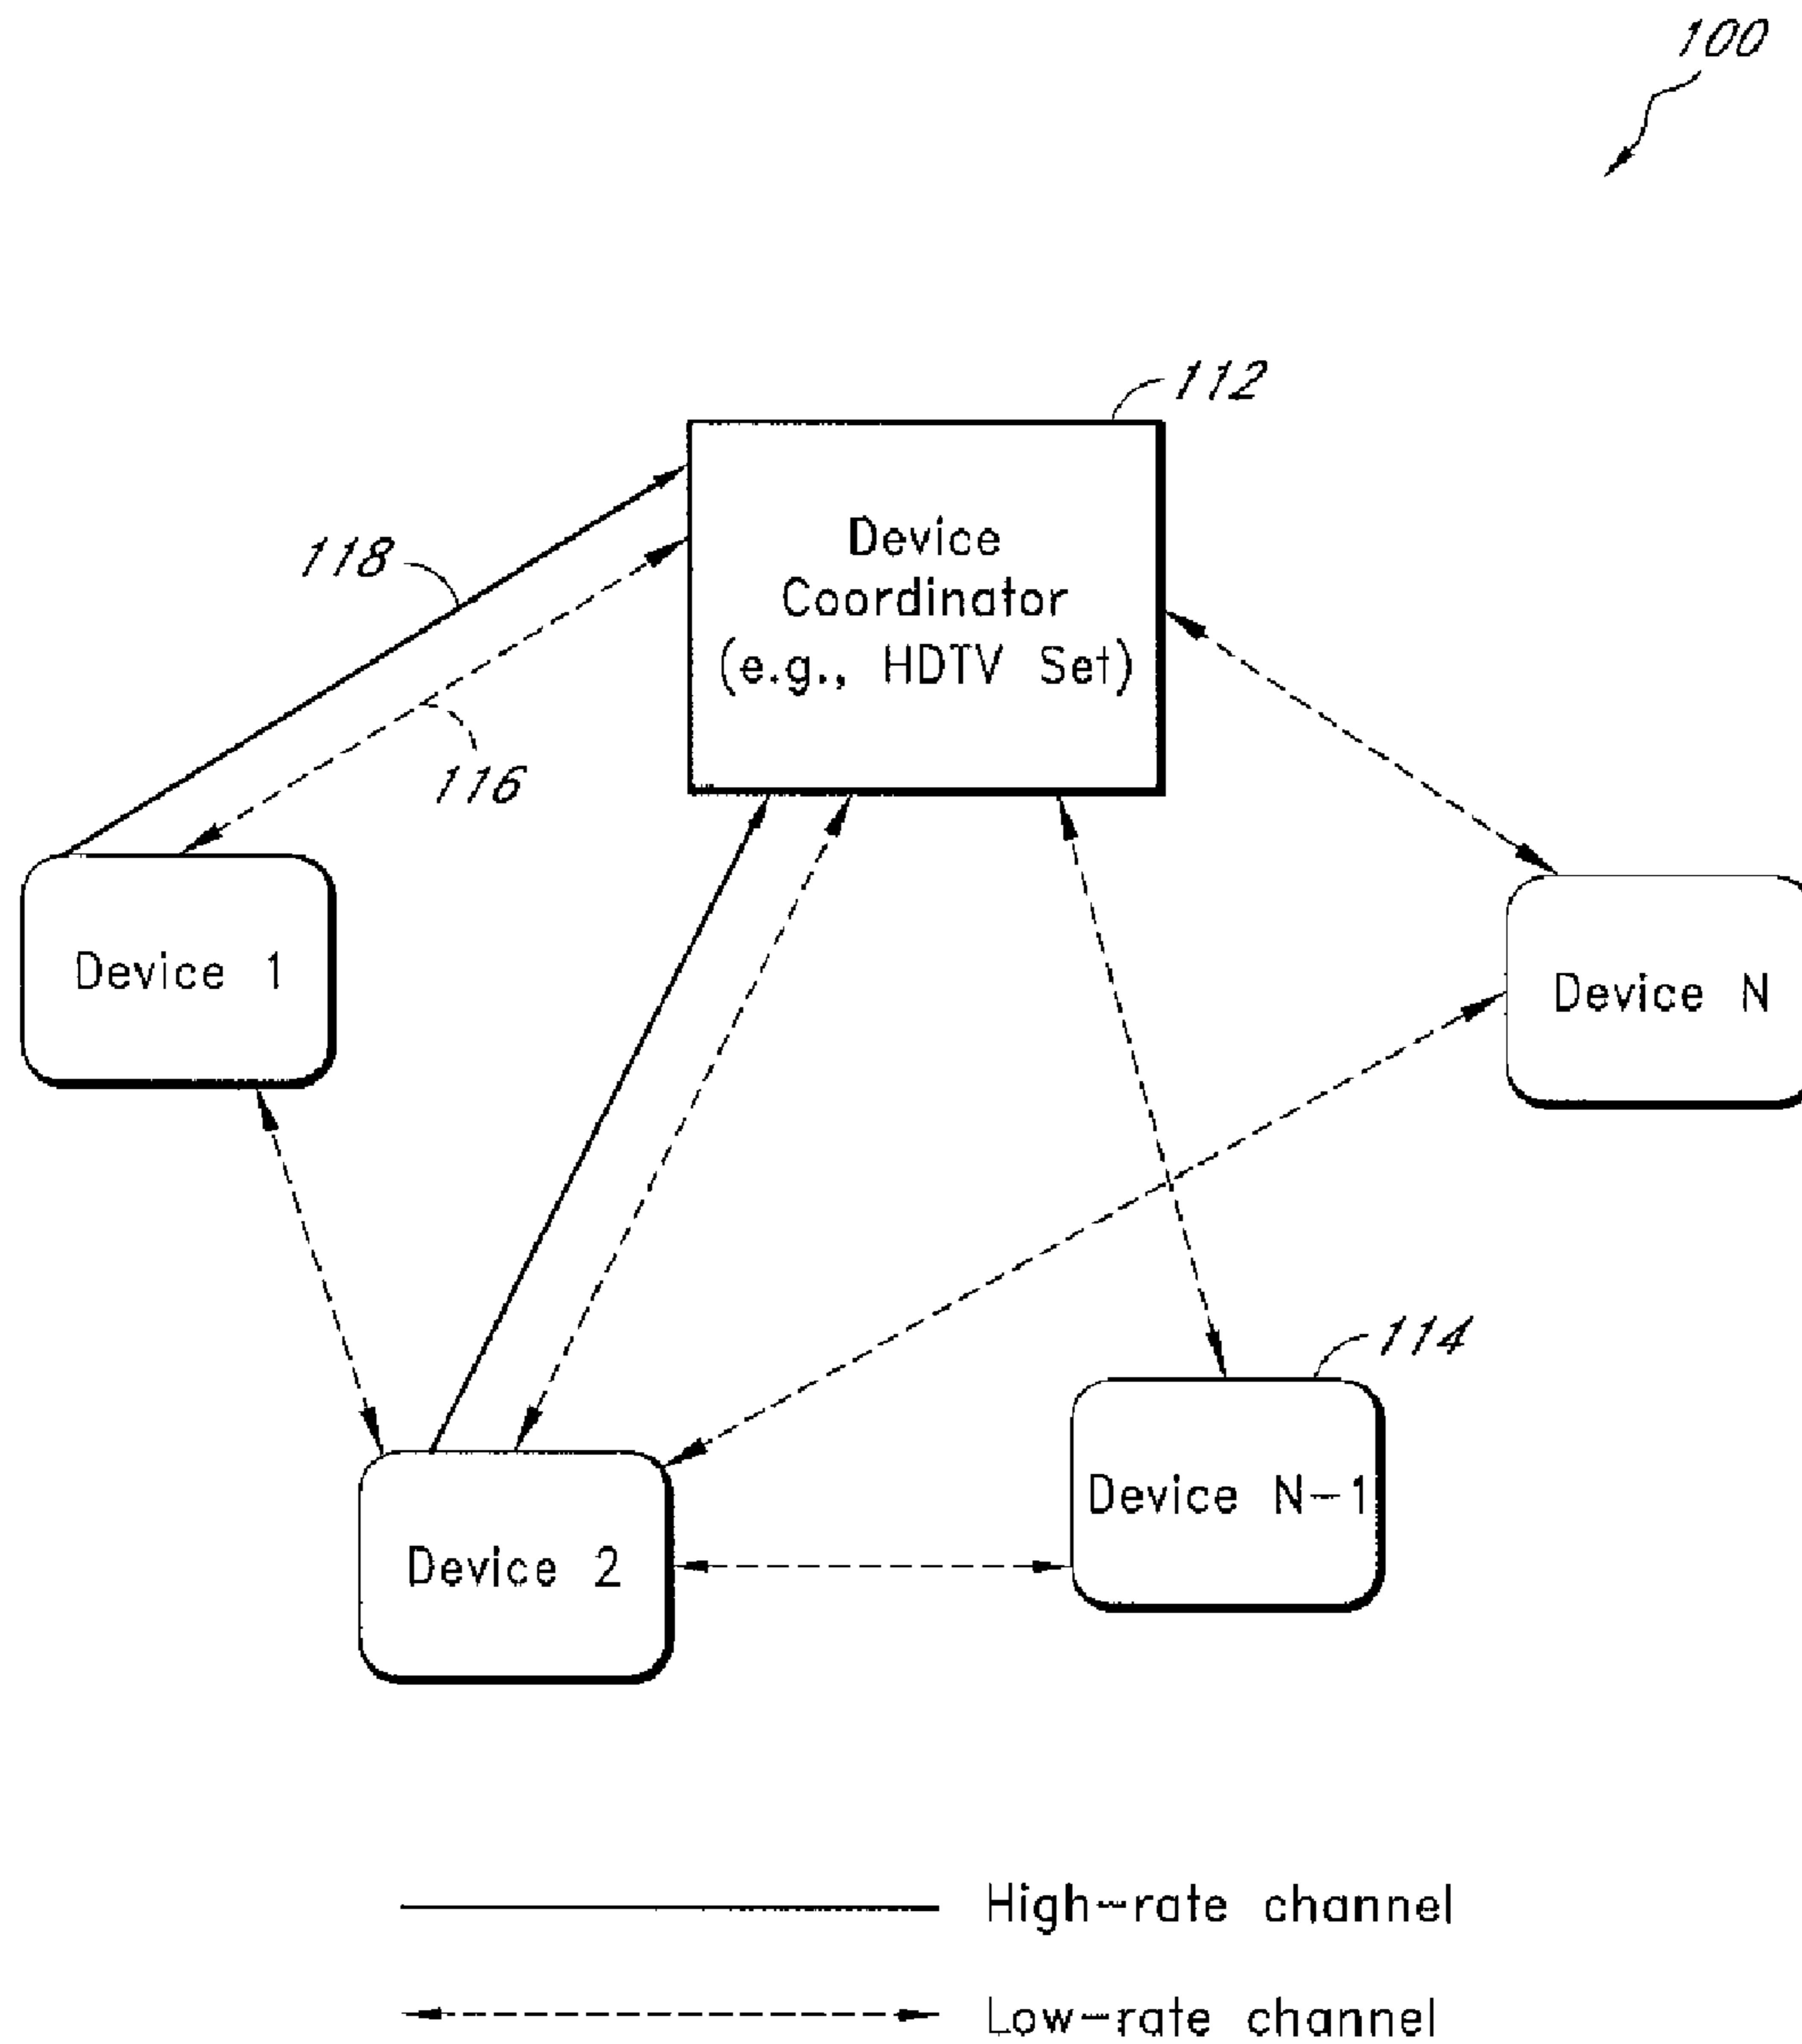 100
112
Device
Coordinator
(e.g., HDTV Set)
118
116
Device 1
Device N
114
Device N-1
Device 2
High-rate channel
Low-rate channel